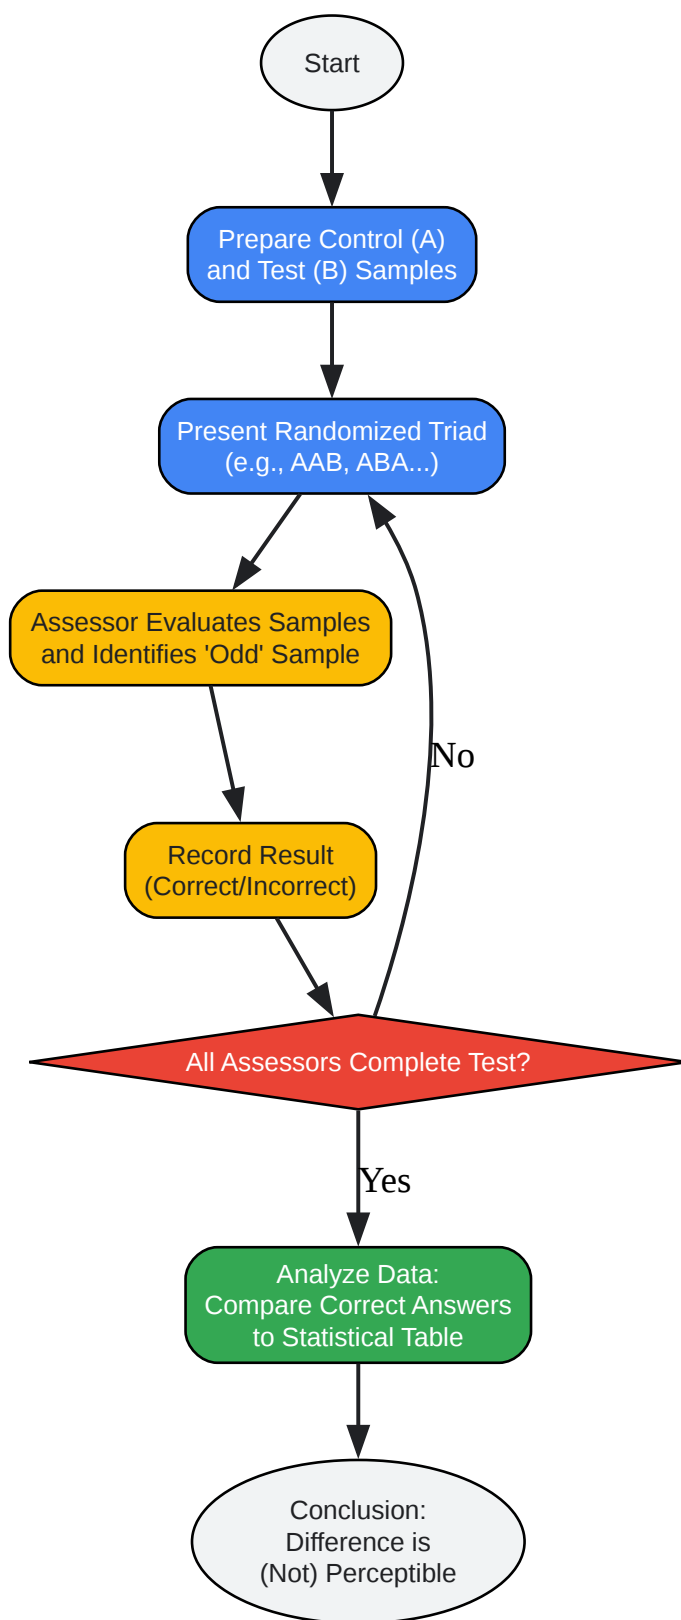 Start
Prepare Control (A)
and Test (B) Samples
Present Randomized Triad
(e.g., AAB, ABA...)
Assessor Evaluates Samples
and Identifies 'Odd' Sample
No
Record Result
(Correct/Incorrect)
All Assessors Complete Test?
Yes
Analyze Data:
Compare Correct Answers
to Statistical Table
Conclusion:
Difference is
(Not) Perceptible